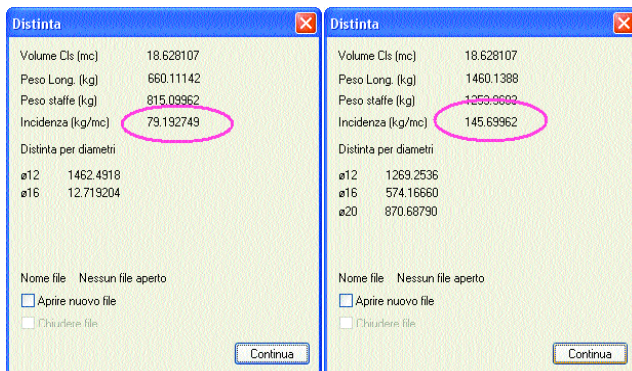 Distinta
Volume Cls (mc) 18.628107
Peso Long. (kg) 660.11142
Peso staffe (kg) 815.09962
Incidenza (kg/mc) 79.192749
Distinta per diametri
ø12 1462.4918
ø16 12.719204
Nome file Nessun file aperto
Aprire nuovo file
Chiudere file
Continua
Distinta
Volume Cls (mc) 18.628107
Peso Long. (kg) 1460.1388
Peso staffe (kg) 1253.9693
Incidenza (kg/mc) 145.69962
Distinta per diametri
ø12 1269.2536
ø16 574.16660
ø20 870.68790
Nome file Nessun file aperto
Aprire nuovo file
Chiudere file
Continua